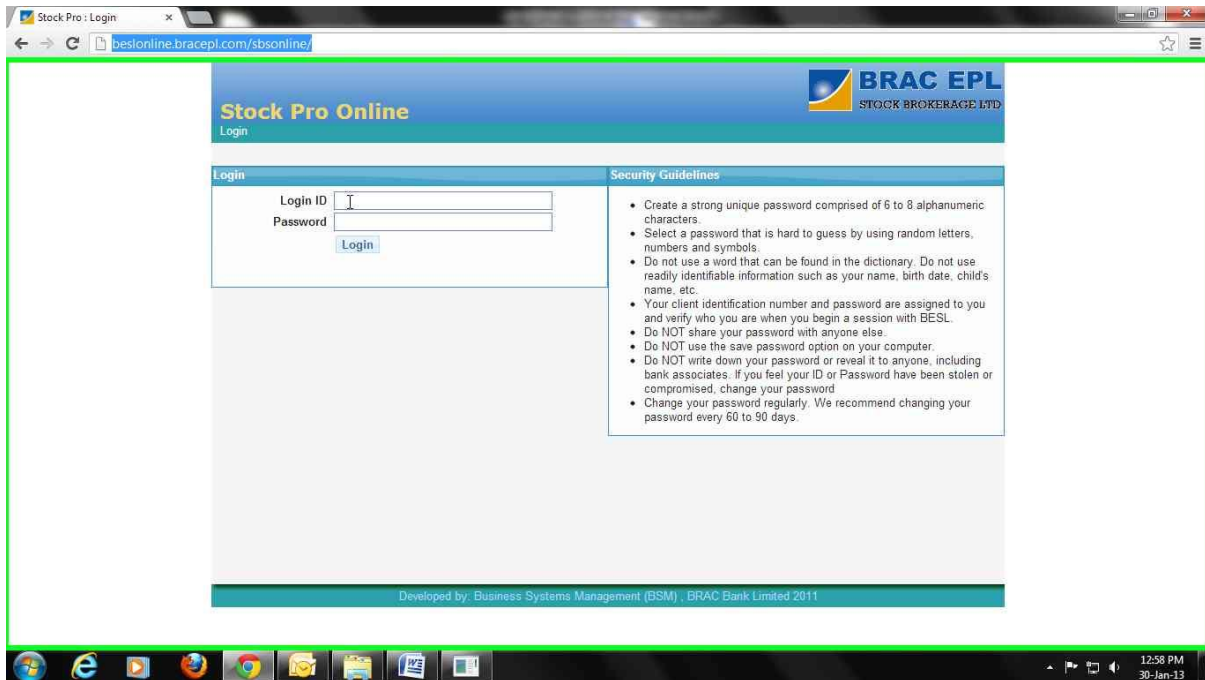 Stock Pro : Login
beslonline.bracepl.com/sbsonline/
BRAC EPL
STOCK BROKERAGE LTD
Stock Pro Online
Login
Login
Login ID
Password
Login
Security Guidelines
• Create a strong unique password comprised of 6 to 8 alphanumeric
characters.
• Select a password that is hard to guess by using random letters,
numbers and symbols.
• Do not use a word that can be found in the dictionary. Do not use
readily identifiable information such as your name, birth date, child's
name, etc.
• Your client identification number and password are assigned to you
and verify who you are when you begin a session with BESL.
• Do NOT share your password with anyone else.
• Do NOT use the save password option on your computer.
• Do NOT write down your password or reveal it to anyone, including
bank associates. If you feel your ID or Password have been stolen or
compromised, change your password
• Change your password regularly. We recommend changing your
password every 60 to 90 days.
Developed by: Business Systems Management (BSM) , BRAC Bank Limited 2011
12:58 PM
30-Jan-13